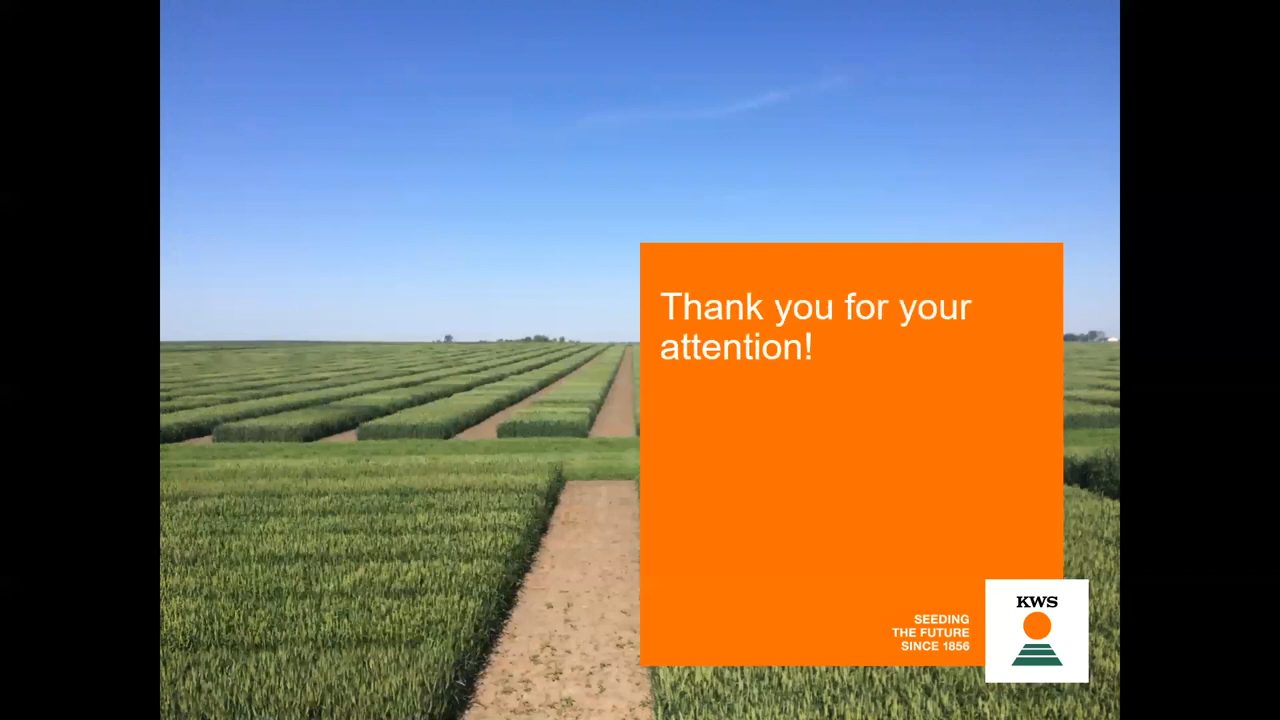 Thank you for your
attention!
SEEDING
THE FUTURE
SINCE 1856
KWS